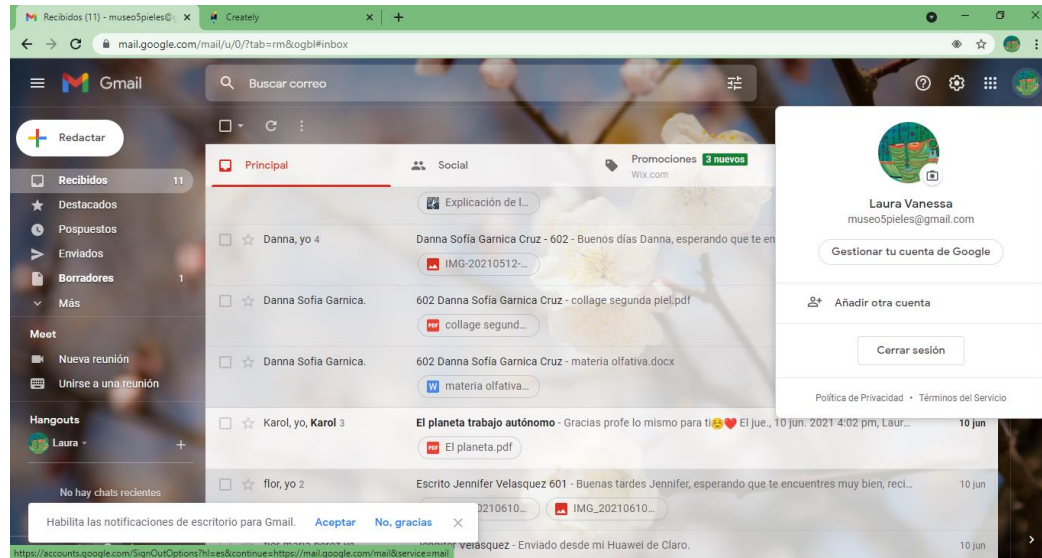 Recibidos (11) - museo5pieles@g
Creately
mail.google.com/mail/u/0/?tab=rm&ogbl#inbox
Gmail
Buscar correo
Redactar
Recibidos 11
Destacados
Pospuestos
Enviados
Borradores 1
Más
Meet
Nueva reunión
Unirse a una reunión
Hangouts
Laura
No hay chats recientes
Principal
Social
Promociones 3 nuevos
Wix.com
Explicación de l...
Danna, yo 4 Danna Sofía Garnica Cruz - 602 - Buenos días Danna, esperando que te en
IMG-20210512-...
Danna Sofia Garnica. 602 Danna Sofía Garnica Cruz - collage segunda piel.pdf
PDF collage segund...
Danna Sofia Garnica. 602 Danna Sofía Garnica Cruz - materia olfativa.docx
W materia olfativa...
Karol, yo, Karol 3 El planeta trabajo autónomo - Gracias profe lo mismo para ti😊❤️ El jue., 10 jun. 2021 4:02 pm, Laur... 10 jun
PDF El planeta.pdf
flor, yo 2 Escrito Jennifer Velasquez 601 - Buenas tardes Jennifer, esperando que te encuentres muy bien, reci... 10 jun
0210610... IMG_20210610...
Velásquez - Enviado desde mi Huawei de Claro. 10 jun
Laura Vanessa
museo5pieles@gmail.com
Gestionar tu cuenta de Google
Añadir otra cuenta
Cerrar sesión
Política de Privacidad • Términos del Servicio
Habilita las notificaciones de escritorio para Gmail. Aceptar No, gracias
https://accounts.google.com/SignOutOptions?hl=es&continue=https://mail.google.com/mail&service=mail